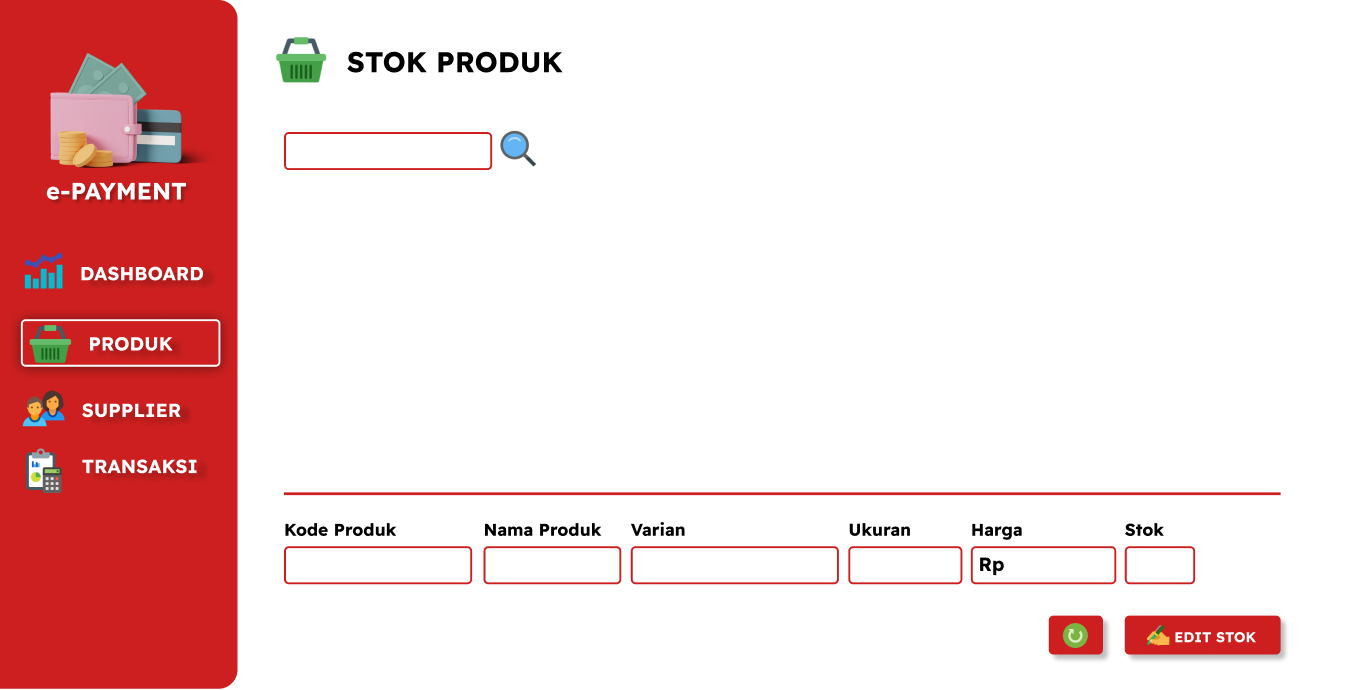 e-PAYMENT
DASHBOARD
PRODUK
SUPPLIER
TRANSAKSI
STOK PRODUK
Kode Produk
Nama Produk
Varian
Ukuran
Harga
Stok
Rp
EDIT STOK